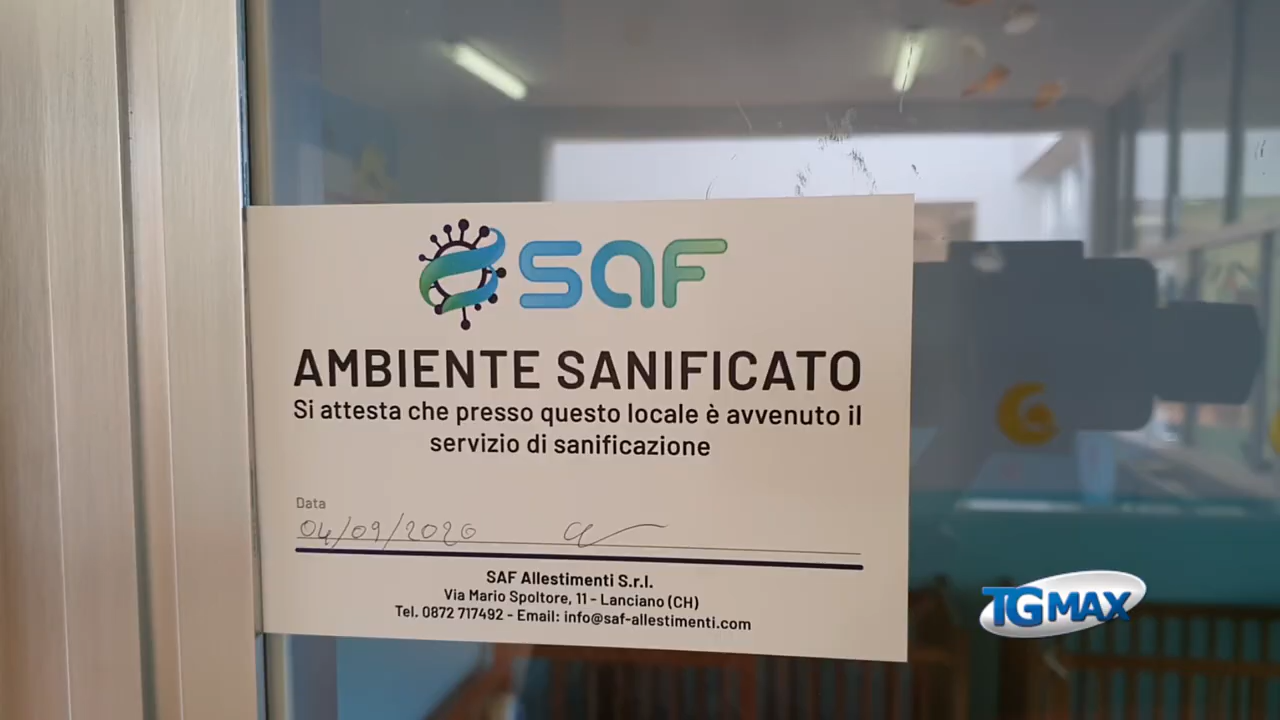 SAF
AMBIENTE SANIFICATO
Si attesta che presso questo locale è avvenuto il
servizio di sanificazione
Data
04/09/2020
SAF Allestimenti S.r.l.
Via Mario Spoltore, 11 - Lanciano (CH)
Tel. 0872 717492 - Email: info@saf-allestimenti.com
TGMAX